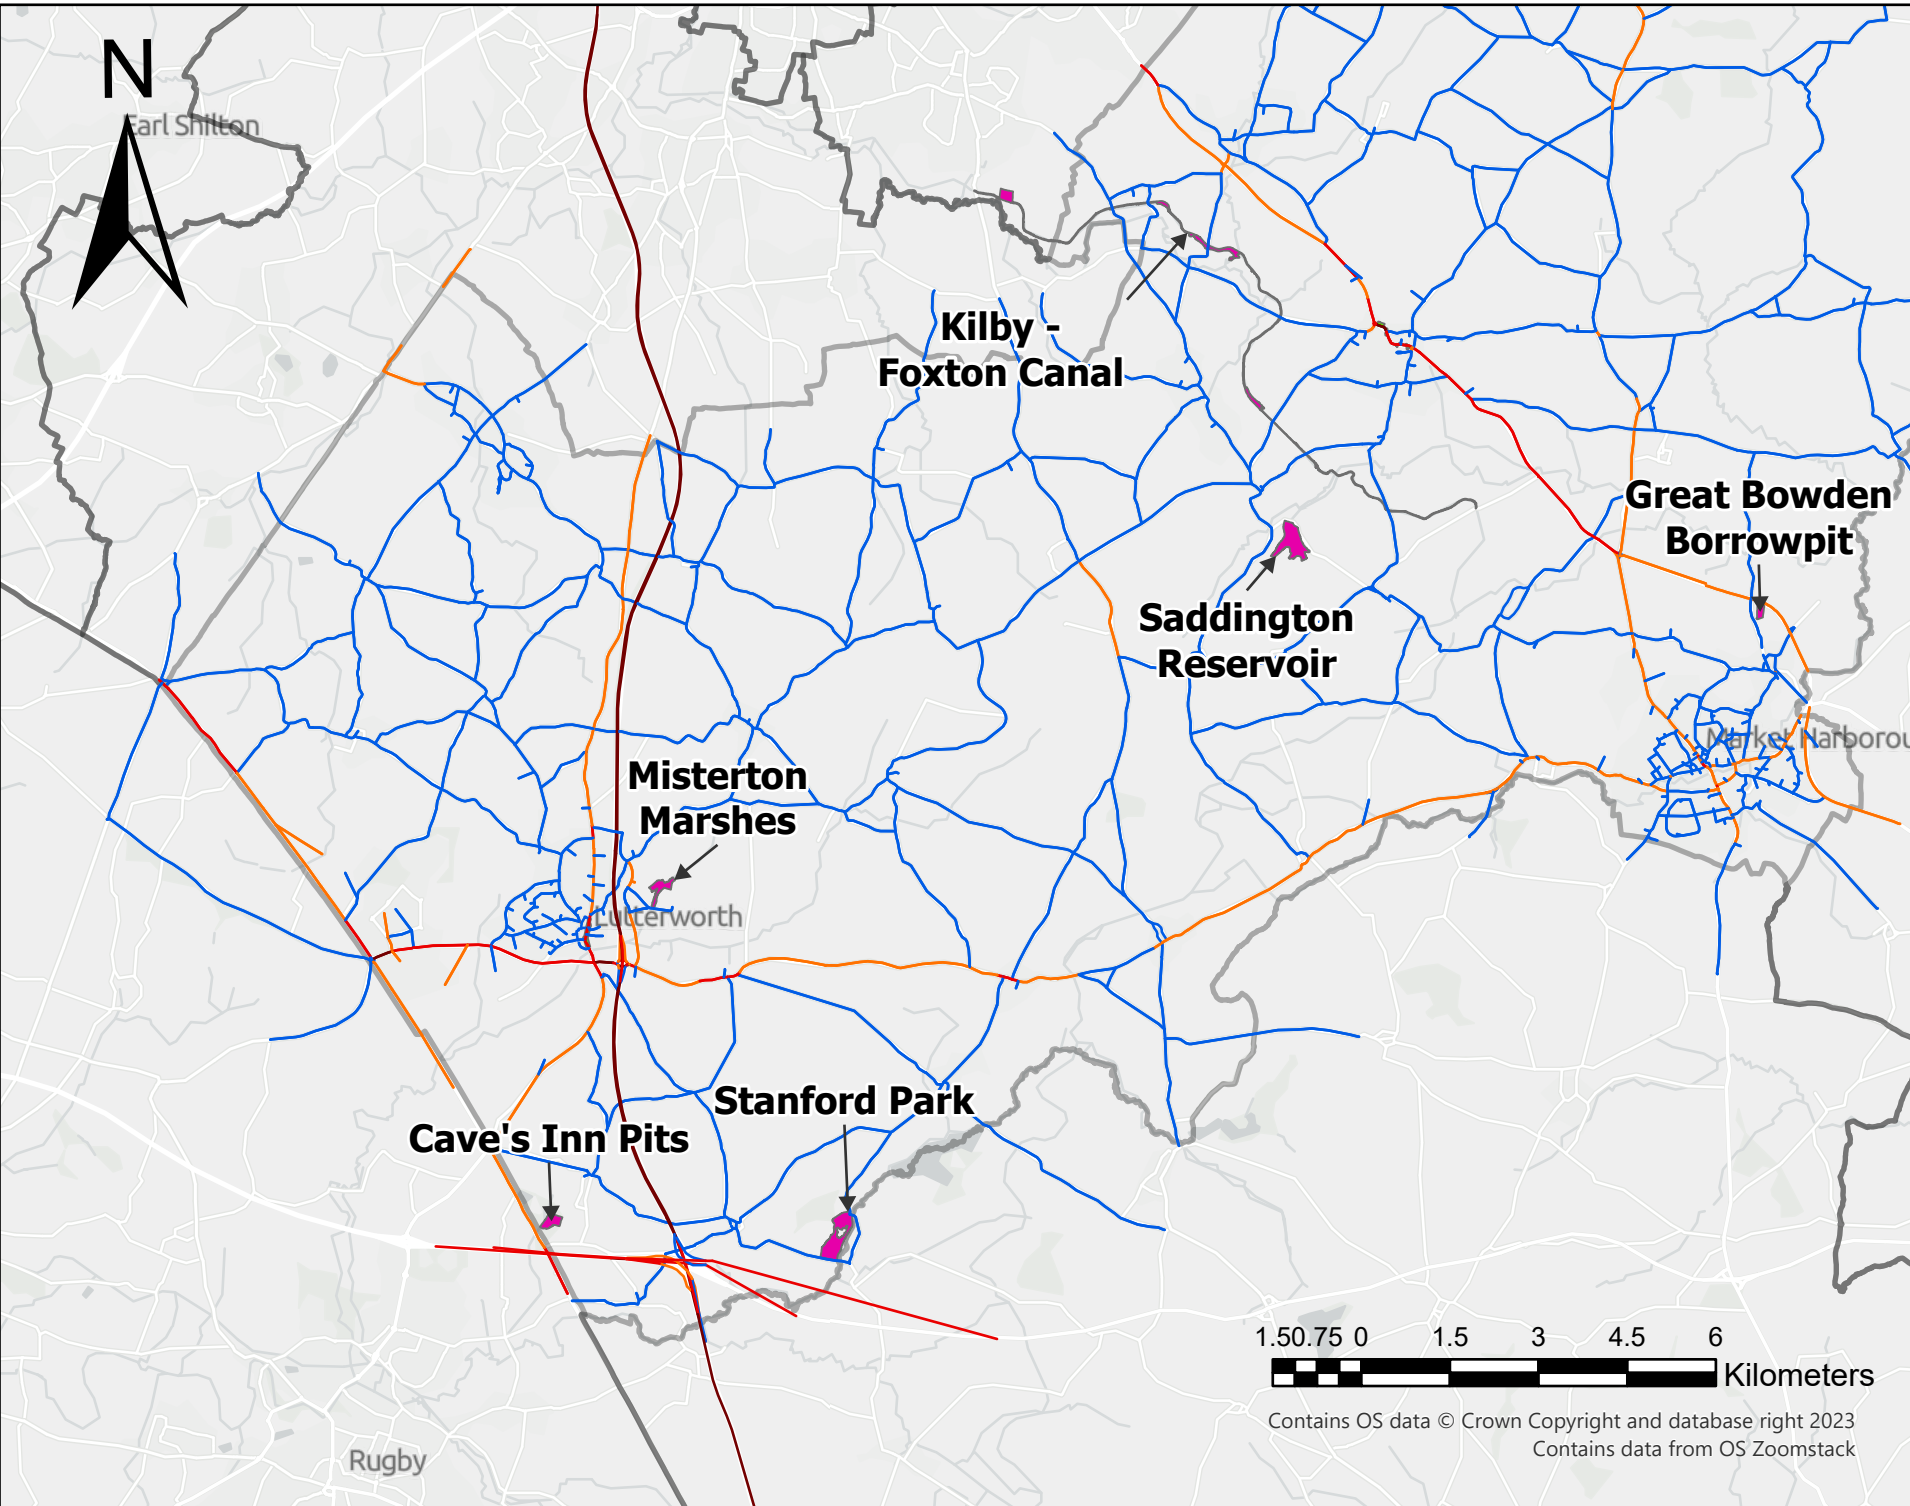 N
Earl Shilton
Kilby -
Foxton Canal
Great Bowden
Borrowpit
Saddington
Reservoir
Market Harborou
Misterton
Marshes
Lutterworth
Stanford Park
Cave's Inn Pits
1.50.75 0 1.5 3 4.5 6
Kilometers
Contains OS data © Crown Copyright and database right 2023
Contains data from OS Zoomstack
Rugby